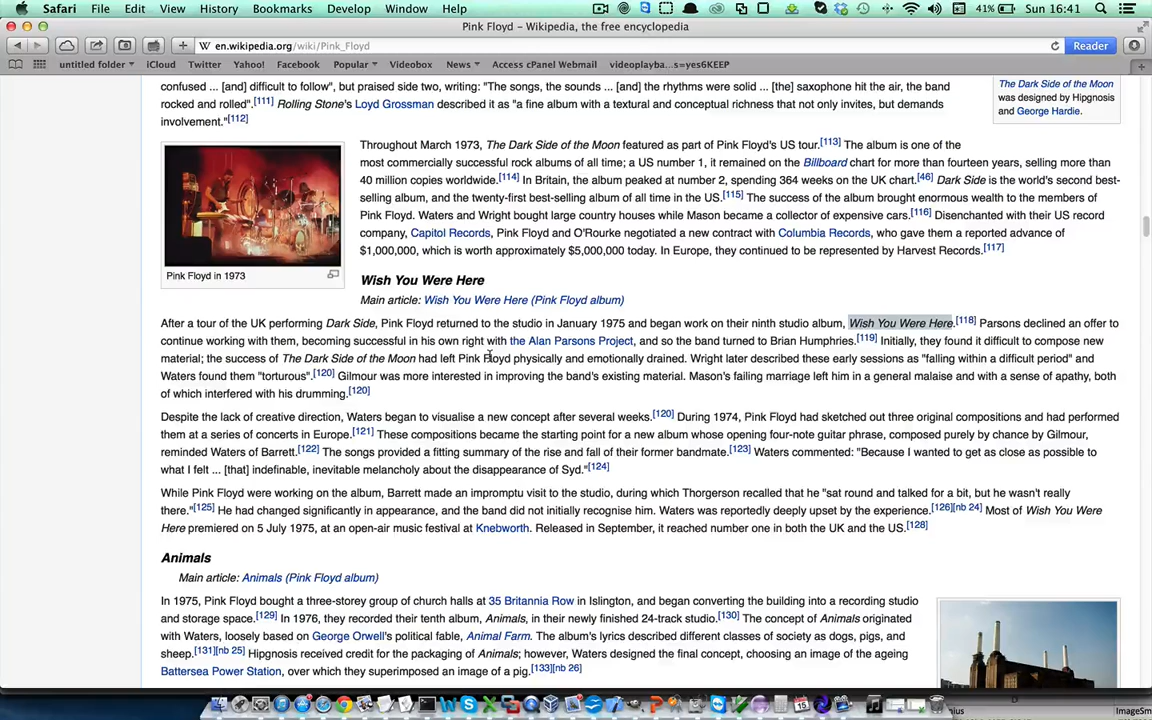 Safari File Edit View History Bookmarks Develop Window Help 41% Sun 16:41
Pink Floyd – Wikipedia, the free encyclopedia
en.wikipedia.org/wiki/Pink_Floyd Reader
untitled folder iCloud Twitter Yahoo! Facebook Popular Videobox News Access cPanel Webmail videoplayba...s=yes6KEEP
confused ... [and] difficult to follow", but praised side two, writing: "The songs, the sounds ... [and] the rhythms were solid ... [the] saxophone hit the air, the band
rocked and rolled".[111] Rolling Stone's Loyd Grossman described it as "a fine album with a textural and conceptual richness that not only invites, but demands
involvement."[112]
The Dark Side of the Moon
was designed by Hipgnosis
and George Hardie.
Throughout March 1973, The Dark Side of the Moon featured as part of Pink Floyd's US tour.[113] The album is one of the
most commercially successful rock albums of all time; a US number 1, it remained on the Billboard chart for more than fourteen years, selling more than
40 million copies worldwide.[114] In Britain, the album peaked at number 2, spending 364 weeks on the UK chart.[46] Dark Side is the world's second best-
selling album, and the twenty-first best-selling album of all time in the US.[115] The success of the album brought enormous wealth to the members of
Pink Floyd. Waters and Wright bought large country houses while Mason became a collector of expensive cars.[116] Disenchanted with their US record
company, Capitol Records, Pink Floyd and O'Rourke negotiated a new contract with Columbia Records, who gave them a reported advance of
$1,000,000, which is worth approximately $5,000,000 today. In Europe, they continued to be represented by Harvest Records.[117]
Pink Floyd in 1973
Wish You Were Here
Main article: Wish You Were Here (Pink Floyd album)
After a tour of the UK performing Dark Side, Pink Floyd returned to the studio in January 1975 and began work on their ninth studio album, Wish You Were Here.[118] Parsons declined an offer to
continue working with them, becoming successful in his own right with the Alan Parsons Project, and so the band turned to Brian Humphries.[119] Initially, they found it difficult to compose new
material; the success of The Dark Side of the Moon had left Pink Floyd physically and emotionally drained. Wright later described these early sessions as "falling within a difficult period" and
Waters found them "torturous".[120] Gilmour was more interested in improving the band's existing material. Mason's failing marriage left him in a general malaise and with a sense of apathy, both
of which interfered with his drumming.[120]
Despite the lack of creative direction, Waters began to visualise a new concept after several weeks.[120] During 1974, Pink Floyd had sketched out three original compositions and had performed
them at a series of concerts in Europe.[121] These compositions became the starting point for a new album whose opening four-note guitar phrase, composed purely by chance by Gilmour,
reminded Waters of Barrett.[122] The songs provided a fitting summary of the rise and fall of their former bandmate.[123] Waters commented: "Because I wanted to get as close as possible to
what I felt ... [that] indefinable, inevitable melancholy about the disappearance of Syd."[124]
While Pink Floyd were working on the album, Barrett made an impromptu visit to the studio, during which Thorgerson recalled that he "sat round and talked for a bit, but he wasn't really
there."[125] He had changed significantly in appearance, and the band did not initially recognise him. Waters was reportedly deeply upset by the experience.[126][nb 24] Most of Wish You Were
Here premiered on 5 July 1975, at an open-air music festival at Knebworth. Released in September, it reached number one in both the UK and the US.[128]
Animals
Main article: Animals (Pink Floyd album)
In 1975, Pink Floyd bought a three-storey group of church halls at 35 Britannia Row in Islington, and began converting the building into a recording studio
and storage space.[129] In 1976, they recorded their tenth album, Animals, in their newly finished 24-track studio.[130] The concept of Animals originated
with Waters, loosely based on George Orwell's political fable, Animal Farm. The album's lyrics described different classes of society as dogs, pigs, and
sheep.[131][nb 25] Hipgnosis received credit for the packaging of Animals; however, Waters designed the final concept, choosing an image of the ageing
Battersea Power Station, over which they superimposed an image of a pig.[133][nb 26]